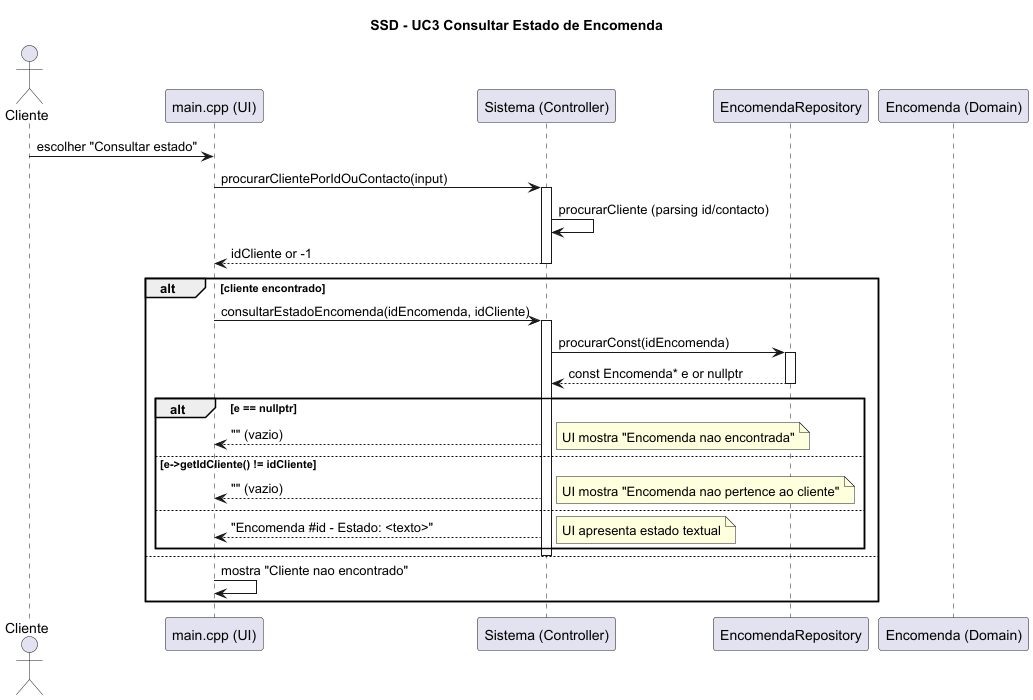 SSD - UC3 Consultar Estado de Encomenda
Cliente
main.cpp (UI)
Sistema (Controller)
EncomendaRepository
Encomenda (Domain)
escolher "Consultar estado"
procurarClientePorIdOuContacto(input)
procurarCliente (parsing id/contacto)
idCliente or -1
alt
[cliente encontrado]
consultarEstadoEncomenda(idEncomenda, idCliente)
procurarConst(idEncomenda)
const Encomenda* e or nullptr
alt
[e == nullptr]
"" (vazio)
UI mostra "Encomenda nao encontrada"
[e->getIdCliente() != idCliente]
"" (vazio)
UI mostra "Encomenda nao pertence ao cliente"
"Encomenda #id - Estado: <texto>"
UI apresenta estado textual
mostra "Cliente nao encontrado"
Cliente
main.cpp (UI)
Sistema (Controller)
EncomendaRepository
Encomenda (Domain)